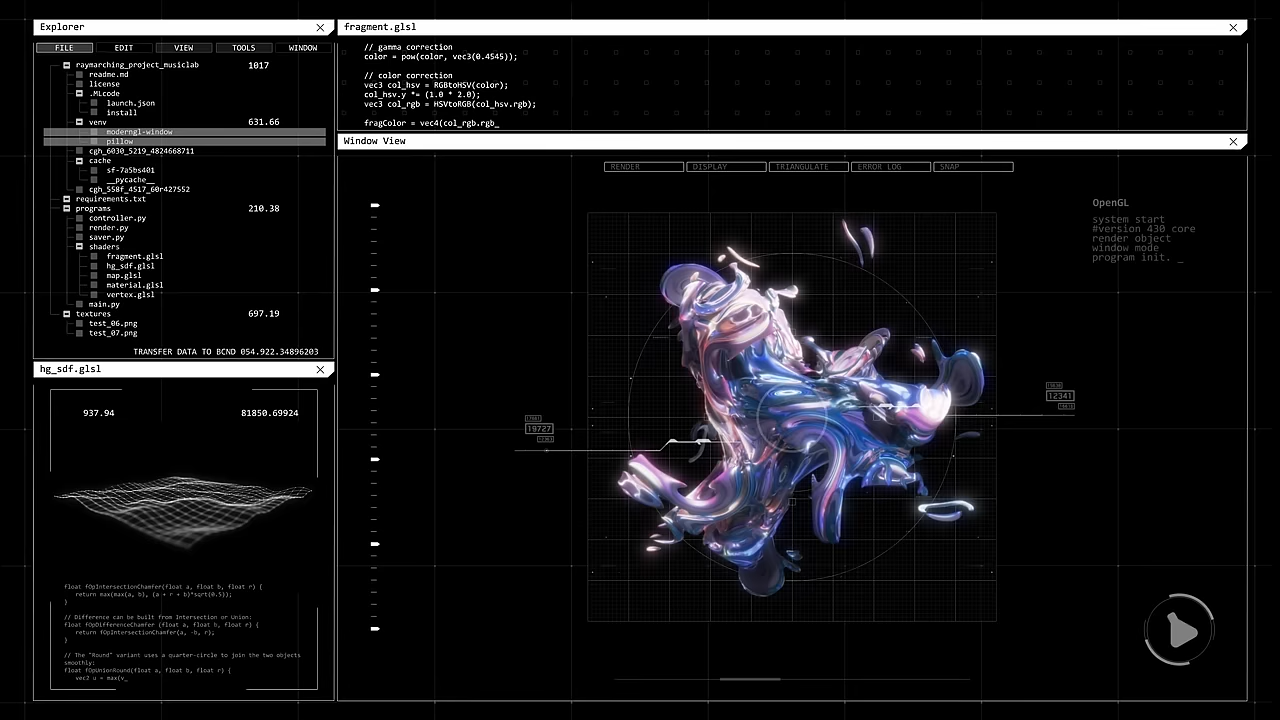 Explorer
FILE EDIT VIEW TOOLS WINDOW
raymarching_project_musiclab 1017
readme.md
license
.MLcode
launch.json
install
venv 631.66
moderngl-window
pillow
cgh_6030_5219_4824668711
cache
sf-7a5bs401
__pycache__
cgh_558f_4517_60r427552
requirements.txt
programs 210.38
controller.py
render.py
saver.py
shaders
fragment.glsl
hg_sdf.glsl
map.glsl
material.glsl
vertex.glsl
main.py
textures 697.19
test_06.png
test_07.png
TRANSFER DATA TO BCND 054.922.34896203
hg_sdf.glsl
937.94 81850.69924
float fOpIntersectionChamfer(float a, float b, float r) {
return max(max(a, b), (a + r + b)*sqrt(0.5));
}
// Difference can be built from Intersection or Union:
float fOpDifferenceChamfer (float a, float b, float r) {
return fOpIntersectionChamfer(a, -b, r);
}
// The "Round" variant uses a quarter-circle to join the two objects
smoothly:
float fOpUnionRound(float a, float b, float r) {
vec2 u = max(v_
fragment.glsl
// gamma correction
color = pow(color, vec3(0.4545));
// color correction
vec3 col_hsv = RGBtoHSV(color);
col_hsv.y *= (1.0 * 2.0);
vec3 col_rgb = HSVtoRGB(col_hsv.rgb);
fragColor = vec4(col_rgb.rgb_
Window View
RENDER DISPLAY TRIANGULATE ERROR LOG SNAP
OpenGL
system start
#version 430 core
render object
window mode
program init. _
12341
19727